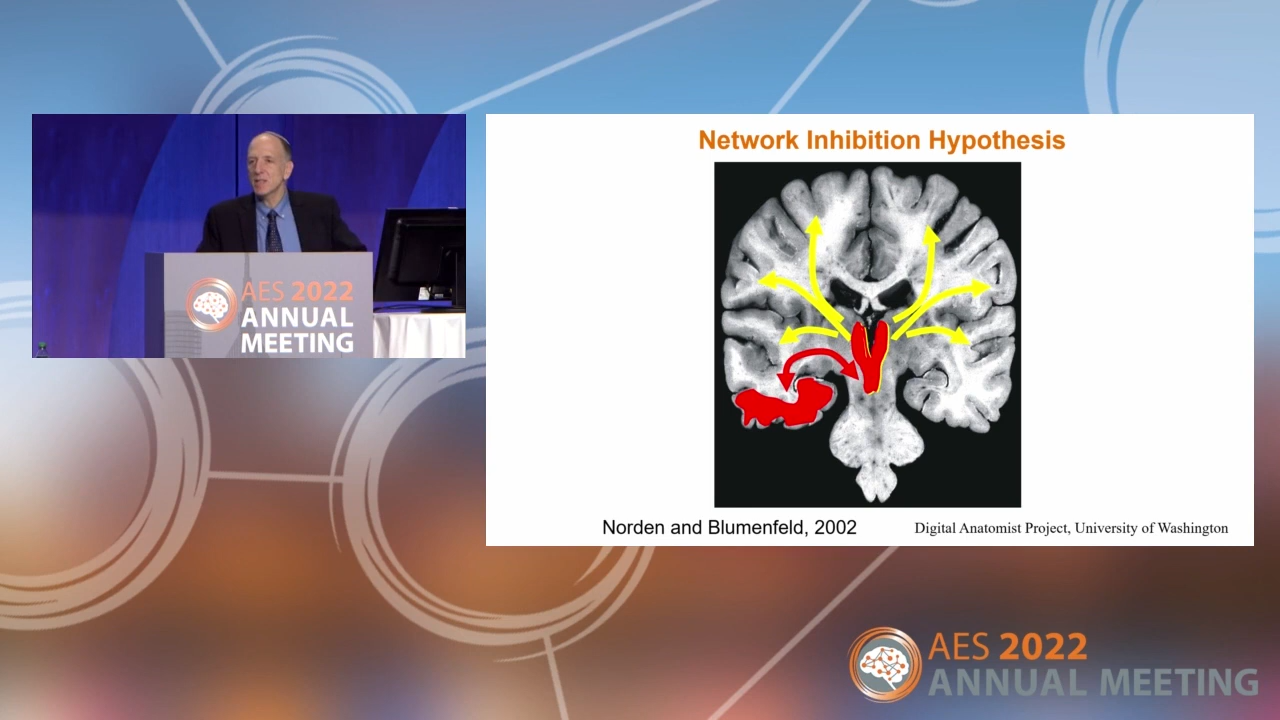 AES 2022
ANNUAL
MEETING
Network Inhibition Hypothesis
Norden and Blumenfeld, 2002
Digital Anatomist Project, University of Washington
AES 2022
ANNUAL MEETING